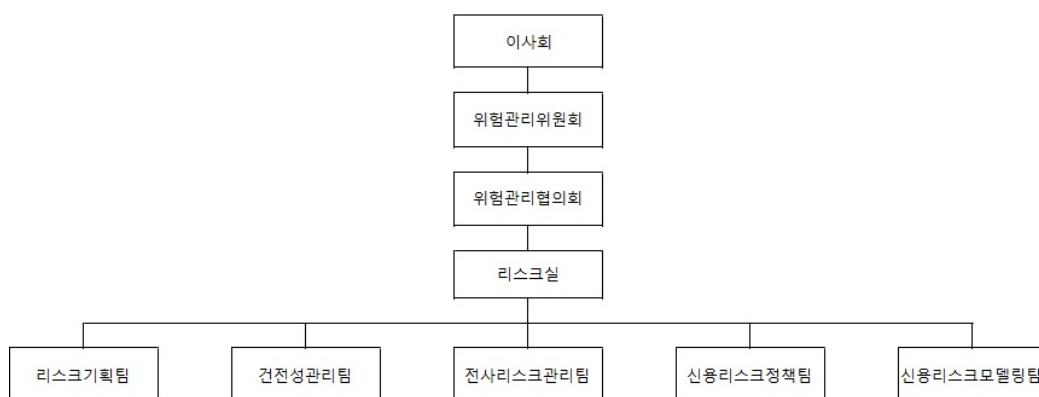 이사회
위험관리위원회
위험관리협의회
리스크실
리스크기획팀
건전성관리팀
전사리스크관리팀
신용리스크정책팀
신용리스크모델링팀